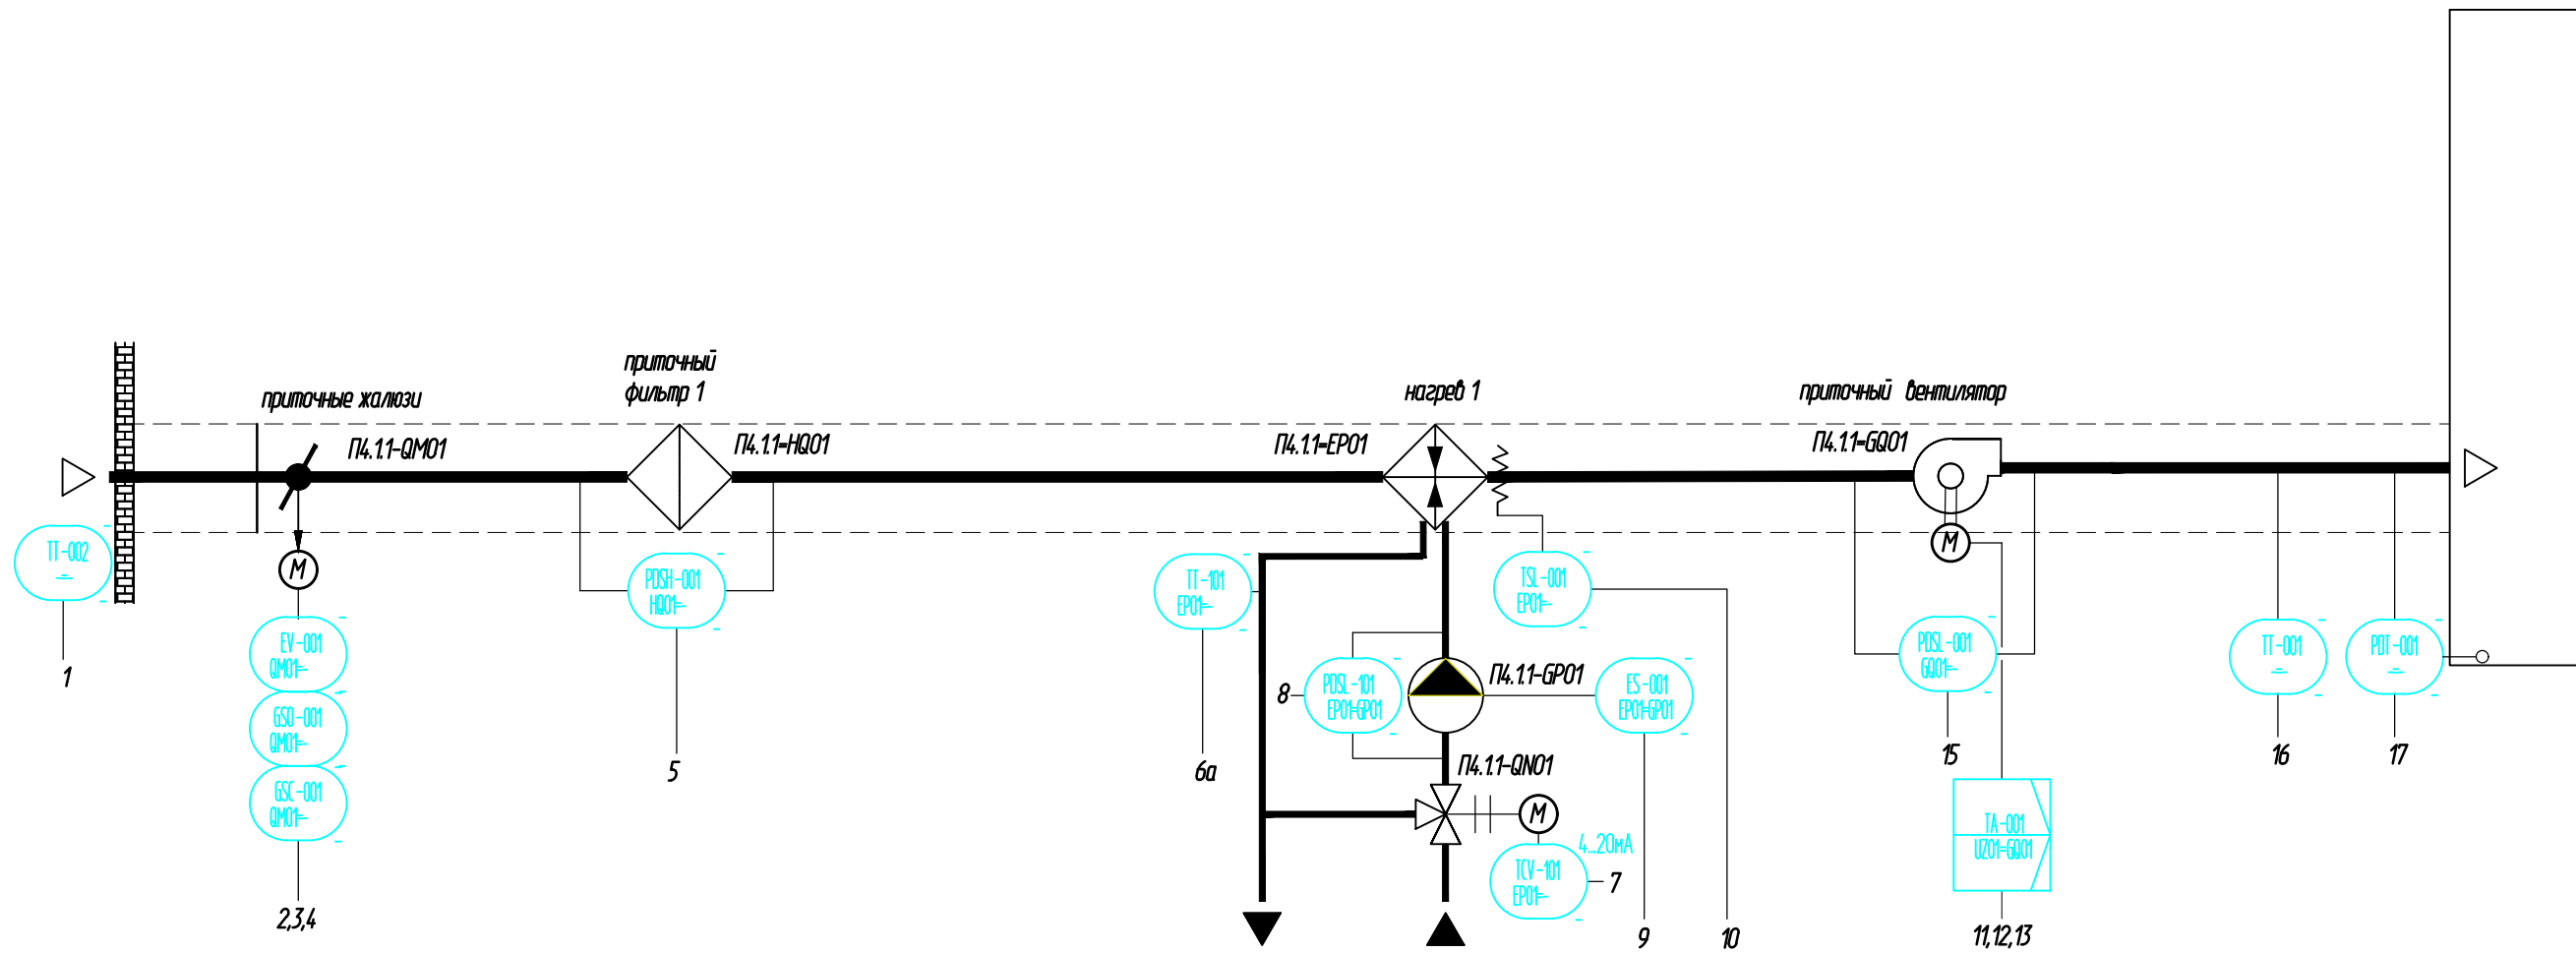 приточный
фильтр 1
приточные жалюзи
нагрев 1
приточный вентилятор
П4.1.1-QM01
П4.1.1=HQ01
П4.1.1=EP01
П4.1.1=GQ01
TT-002
-
M
EV-001
QM01=-
GSO-001
QM01=-
GSC-001
QM01=-
1
2,3,4
PDSH-001
HQ01=-
5
TT-101
EP01=-
6а
TSL-001
EP01=-
10
PDSL-101
EP01=GP01
8
П4.1.1-GP01
ES-001
EP01=GP01
9
П4.1.1-QN01
M
4...20мА
TCV-101
EP01=-
7
M
PDSL-001
GQ01=-
15
TA-001
UZ01=GQ01
11,12,13
TT-001
-
16
PDT-001
-
17